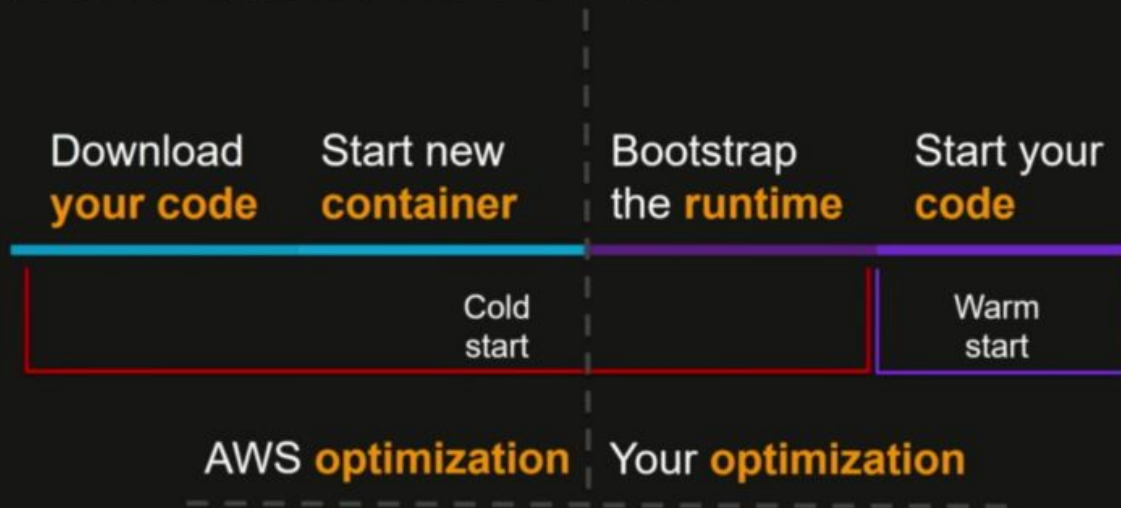 Download
your code
Start new
container
Bootstrap
the runtime
Start your
code
Cold
start
Warm
start
AWS optimization
Your optimization